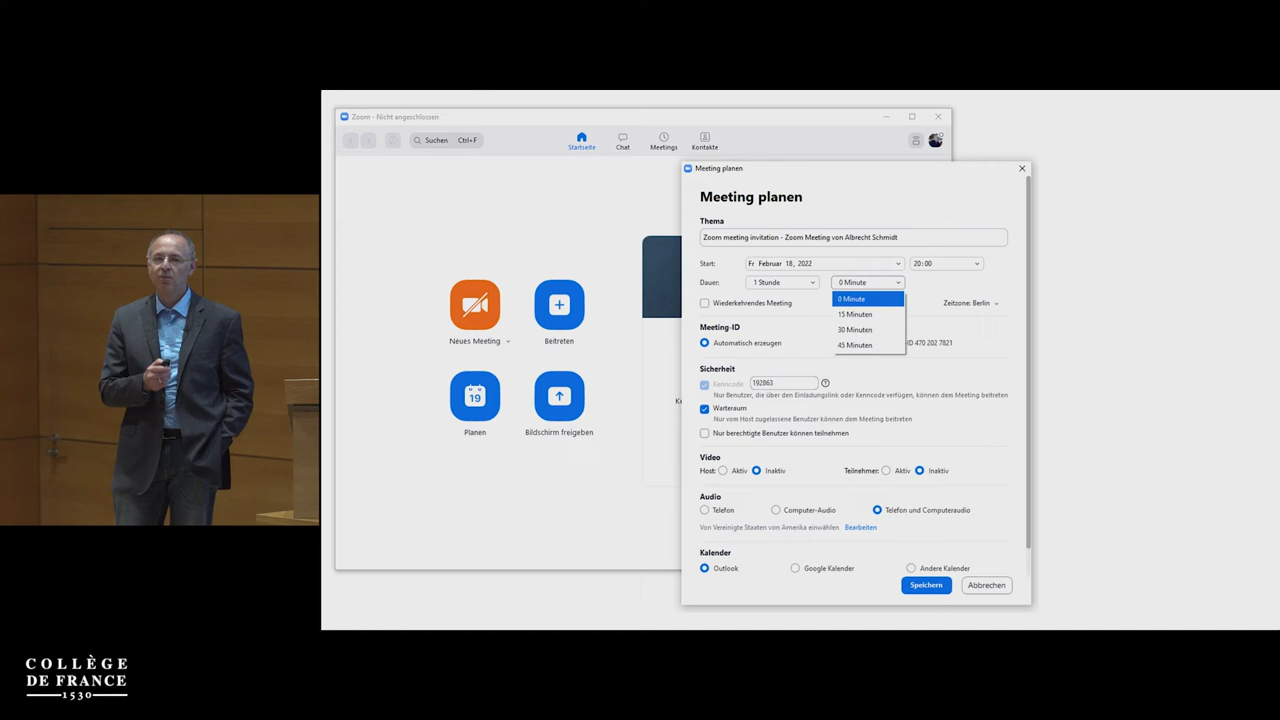 Zoom - Nicht angeschlossen
Suchen Ctrl+F
Startseite
Chat
Meetings
Kontakte
Neues Meeting
Beitreten
19
Planen
Bildschirm freigeben
Meeting planen
Meeting planen
Thema
Zoom meeting invitation - Zoom Meeting von Albrecht Schmidt
Start: Fr Februar 18, 2022 20:00
Dauer: 1 Stunde 0 Minute
0 Minute
15 Minuten
30 Minuten
45 Minuten
Wiederkehrendes Meeting Zeitzone: Berlin
Meeting-ID
Automatisch erzeugen ID 470 202 7821
Sicherheit
Kenncode 192863
Nur Benutzer, die über den Einladungslink oder Kenncode verfügen, können dem Meeting beitreten
Warteraum
Nur vom Host zugelassene Benutzer können dem Meeting beitreten
Nur berechtigte Benutzer können teilnehmen
Video
Host: Aktiv Inaktiv Teilnehmer: Aktiv Inaktiv
Audio
Telefon Computer-Audio Telefon und Computeraudio
Von Vereinigte Staaten von Amerika einwählen Bearbeiten
Kalender
Outlook Google Kalender Andere Kalender
Speichern Abbrechen
COLLÈGE
DE FRANCE
1530